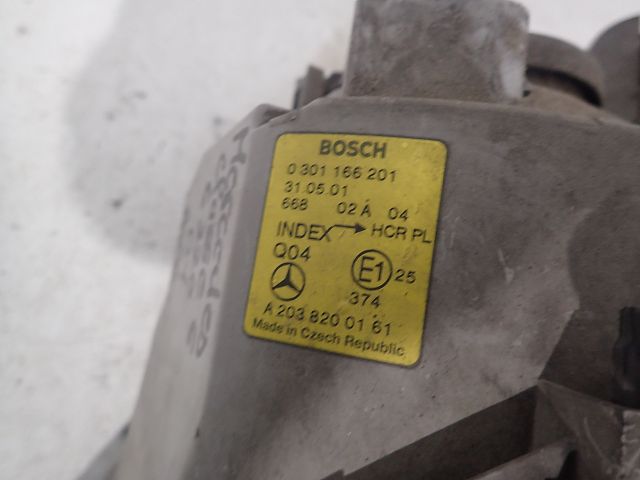 BOSCH
0 301 166 201
31.05.01
668 02 A 04
INDEX → HCR PL
Q04
E1 25
374
A 203 820 01 61
Made in Czech Republic